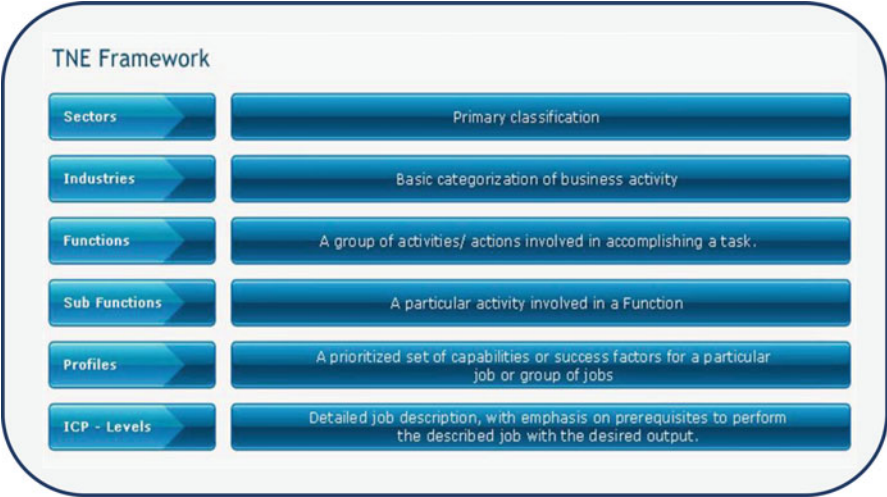 TNE Framework
Sectors
Primary classification
Industries
Basic categorization of business activity
Functions
A group of activities/ actions involved in accomplishing a task.
Sub Functions
A particular activity involved in a Function
Profiles
A prioritized set of capabilities or success factors for a particular
job or group of jobs
ICP - Levels
Detailed job description, with emphasis on prerequisites to perform
the described job with the desired output.